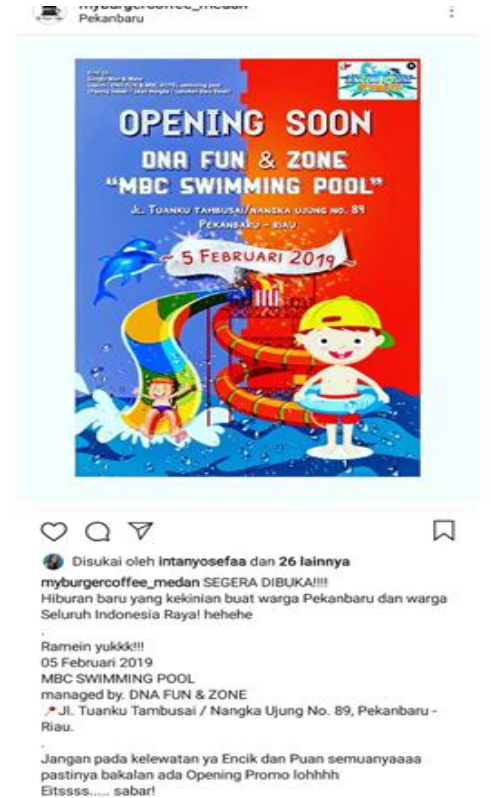 Pekanbaru
OPENING SOON
DNA FUN & ZONE
"MBC SWIMMING POOL"
JL. TUANKU TAMBUSAI/NANGKA UJUNG NO. 89
PEKANBARU - RIAU
5 FEBRUARI 2019
Disukai oleh intanyosefaa dan 26 lainnya
myburgercoffee_medan SEGERA DIBUKA!!!!
Hiburan baru yang kekinian buat warga Pekanbaru dan warga
Seluruh Indonesia Raya! hehehe
.
Ramein yukkk!!!
05 Februari 2019
MBC SWIMMING POOL
managed by. DNA FUN & ZONE
📍Jl. Tuanku Tambusai / Nangka Ujung No. 89, Pekanbaru -
Riau.
.
Jangan pada kelewatan ya Encik dan Puan semuanyaaaa
pastinya bakalan ada Opening Promo lohhhh
Eitssss..... sabar!